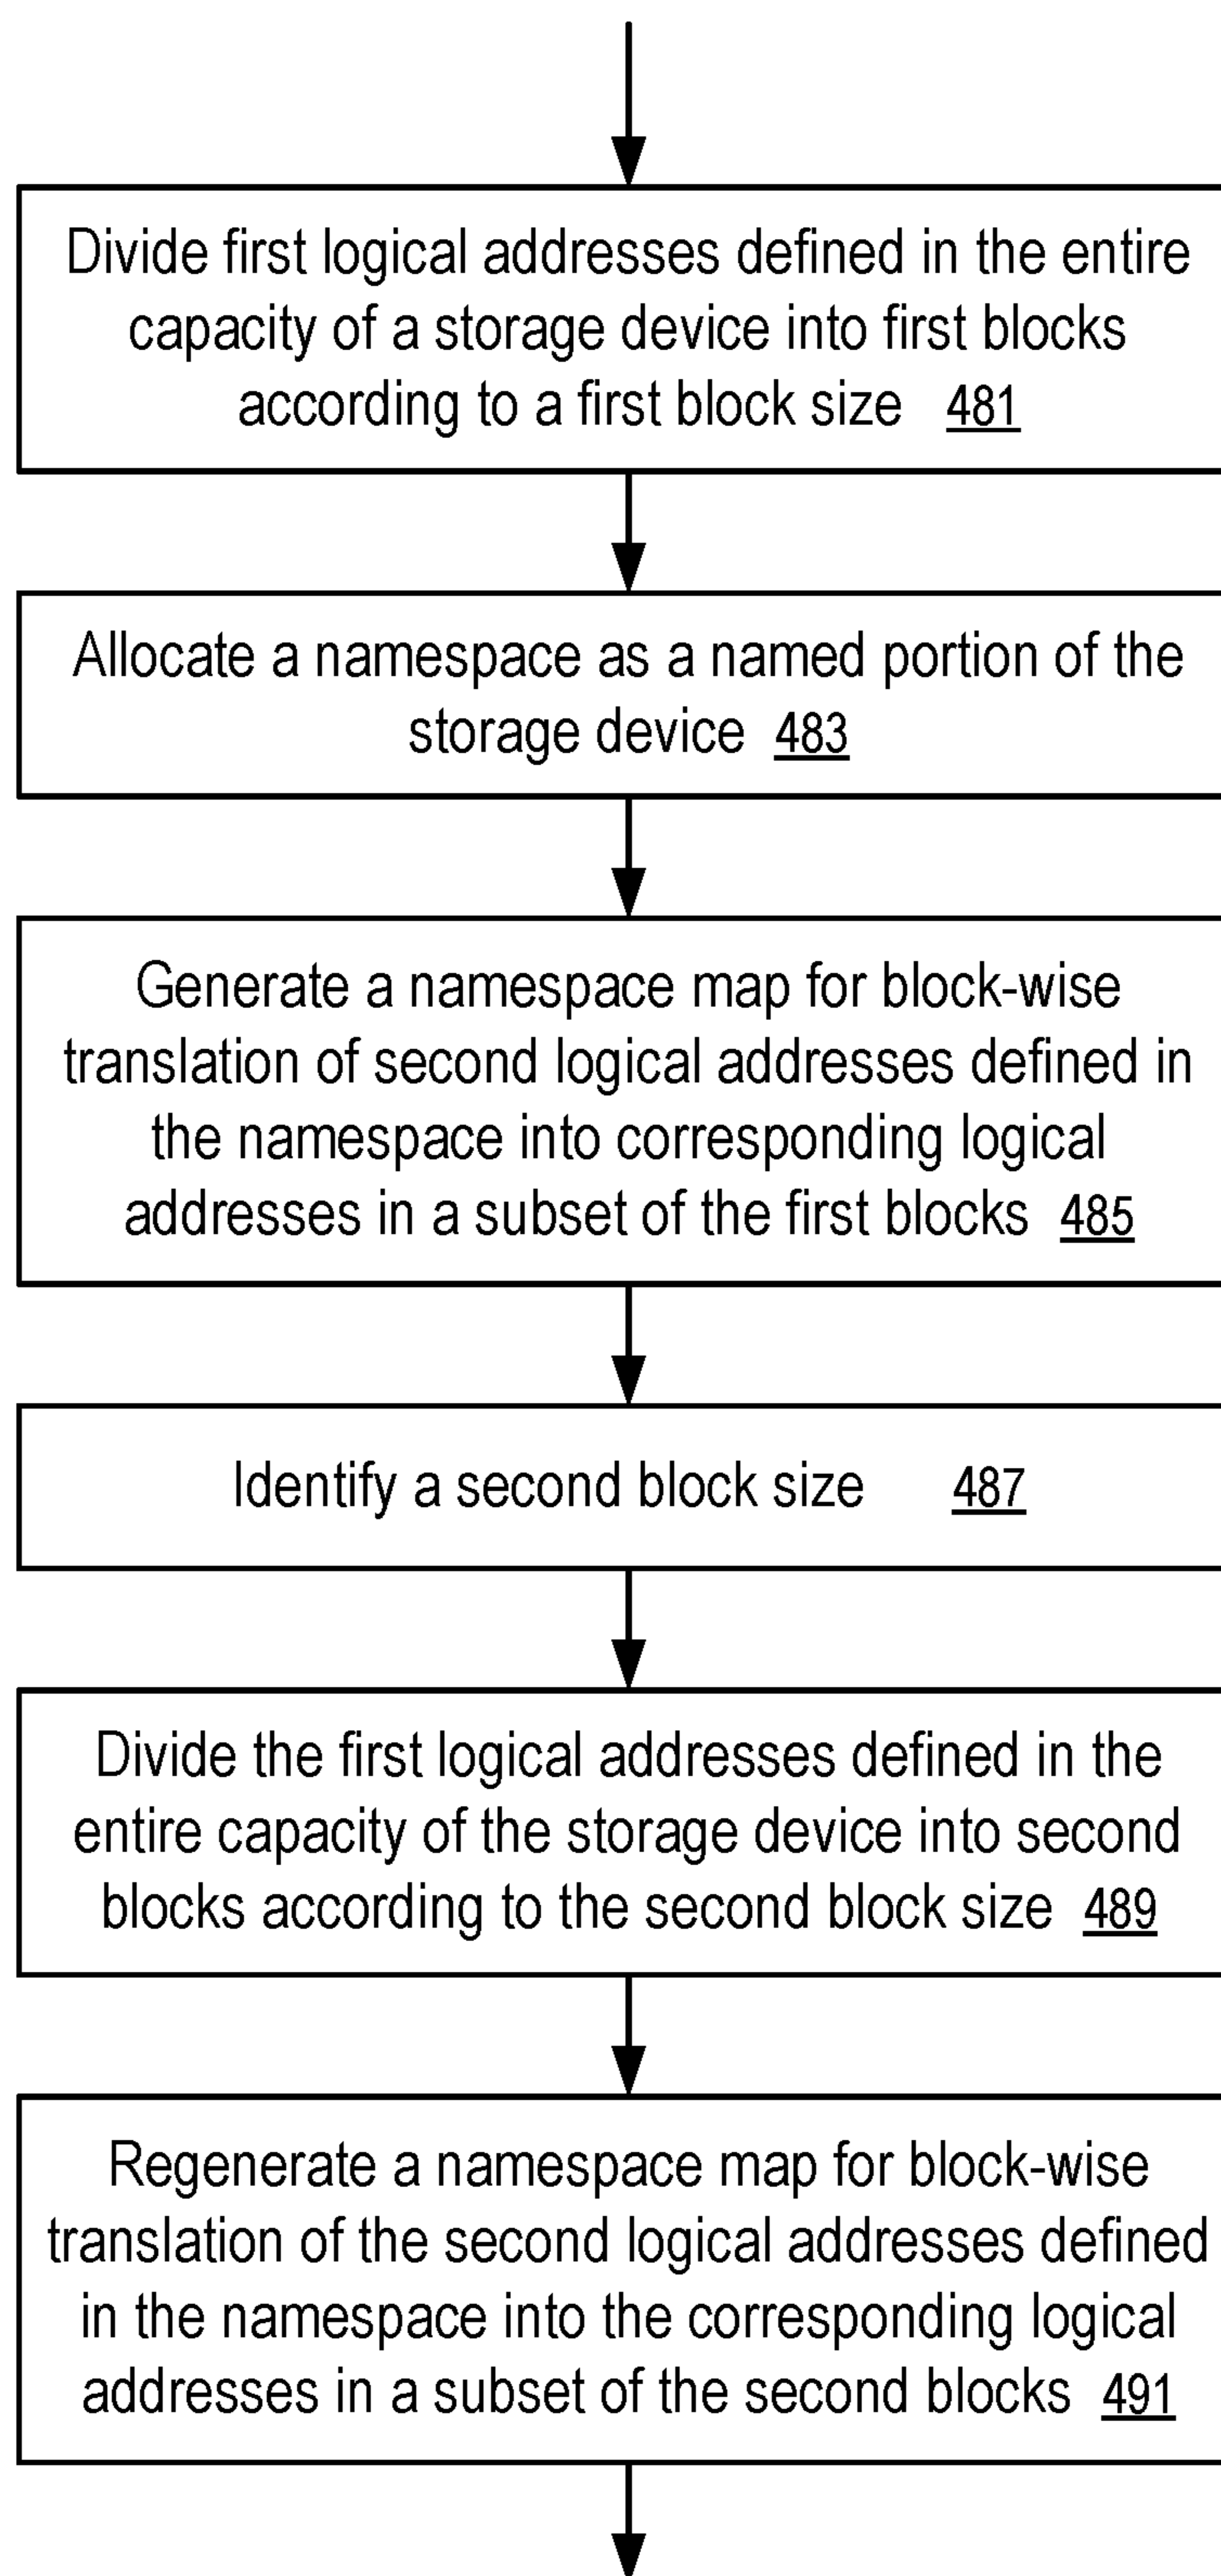 Divide first logical addresses defined in the entire
capacity of a storage device into first blocks
according to a first block size 481
Allocate a namespace as a named portion of the
storage device 483
Generate a namespace map for block-wise
translation of second logical addresses defined in
the namespace into corresponding logical
addresses in a subset of the first blocks 485
Identify a second block size 487
Divide the first logical addresses defined in the
entire capacity of the storage device into second
blocks according to the second block size 489
Regenerate a namespace map for block-wise
translation of the second logical addresses defined
in the namespace into the corresponding logical
addresses in a subset of the second blocks 491